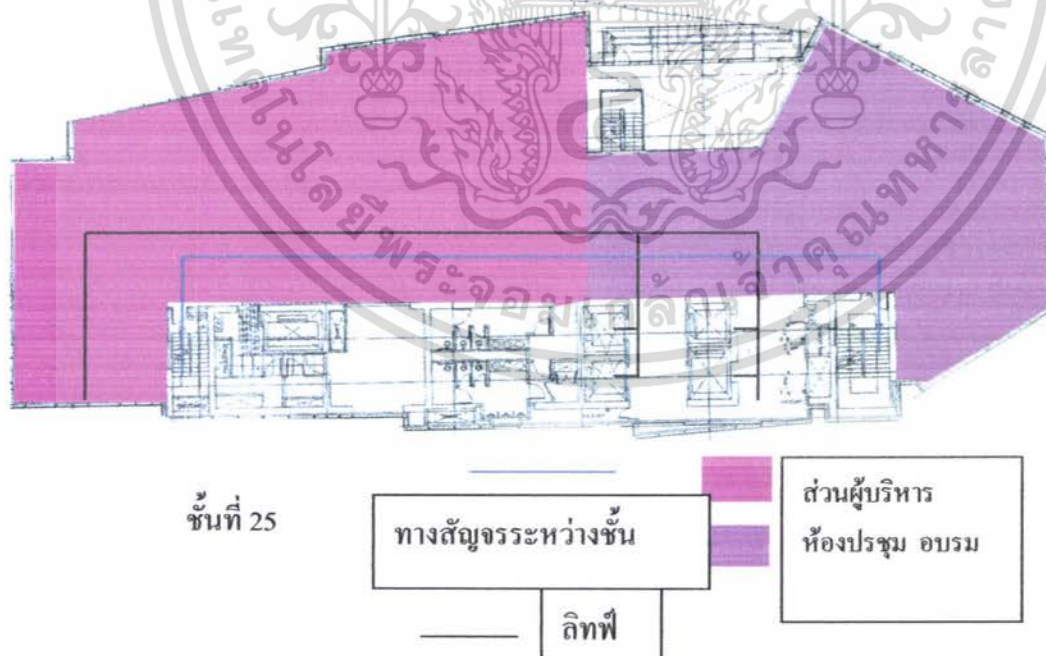 ชั้นที่ 25
ทางสัญจรระหว่างชั้น
ลิทฟ์
ส่วนผู้บริหาร
ห้องปรชุม อบรม